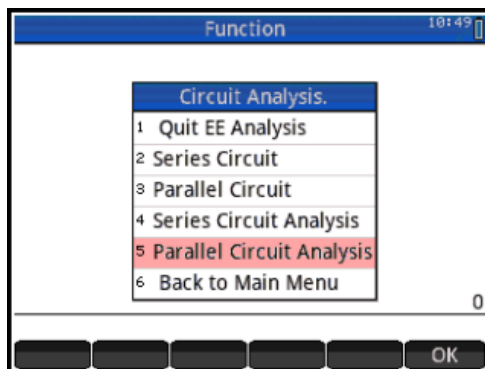 Function 10:49
Circuit Analysis.
1 Quit EE Analysis
2 Series Circuit
3 Parallel Circuit
4 Series Circuit Analysis
5 Parallel Circuit Analysis
6 Back to Main Menu
0
OK